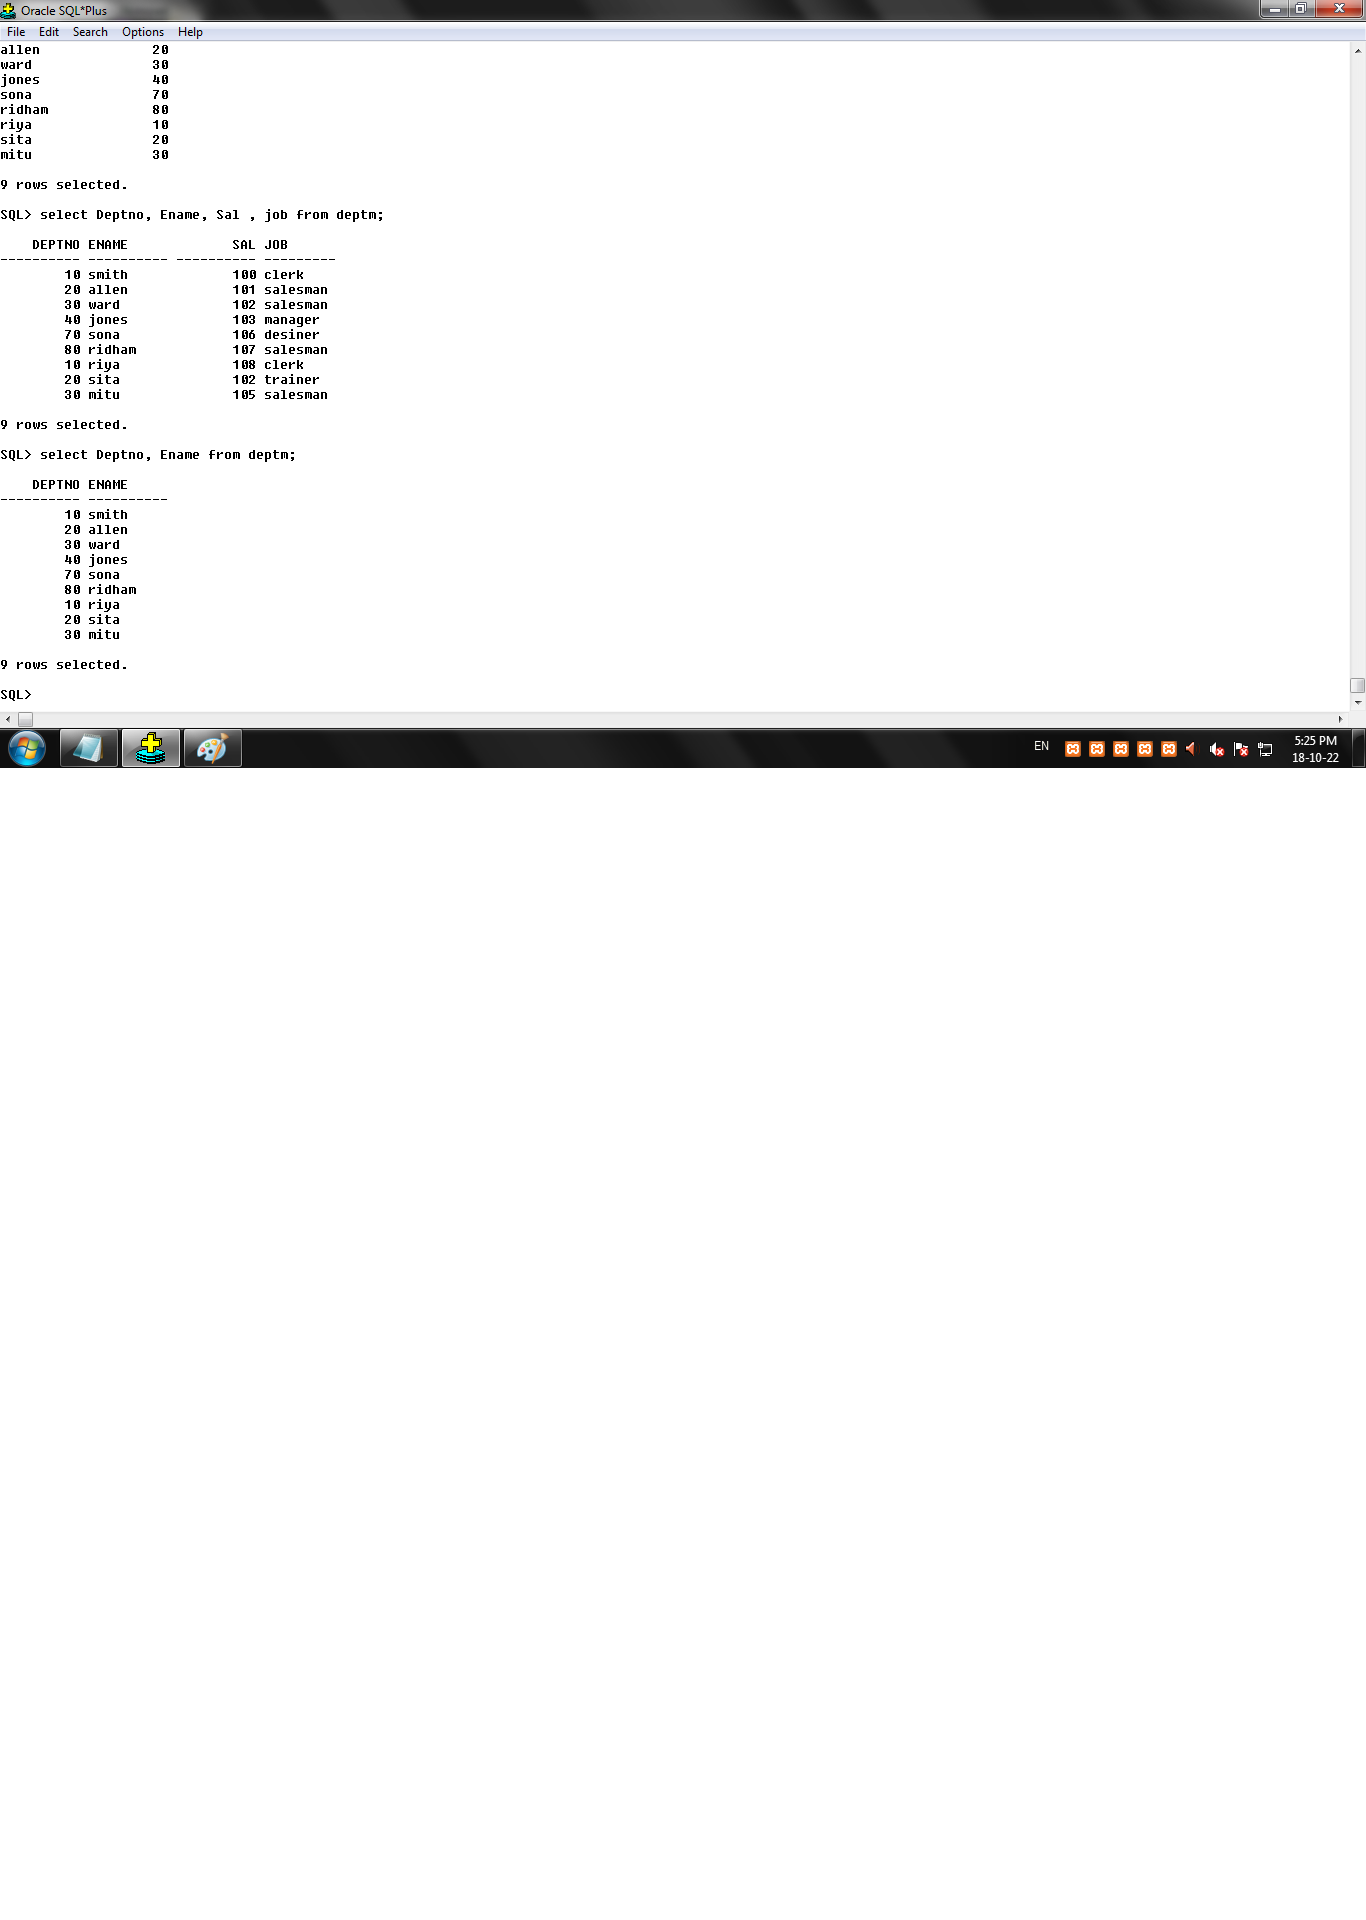 Oracle SQL*Plus
File Edit Search Options Help
allen 20
ward 30
jones 40
sona 70
ridham 80
riya 10
sita 20
mitu 30
9 rows selected.
SQL> select Deptno, Ename, Sal , job from deptm;
DEPTNO ENAME SAL JOB
---------- ---------- ---------- ---------
10 smith 100 clerk
20 allen 101 salesman
30 ward 102 salesman
40 jones 103 manager
70 sona 106 desiner
80 ridham 107 salesman
10 riya 108 clerk
20 sita 102 trainer
30 mitu 105 salesman
9 rows selected.
SQL> select Deptno, Ename from deptm;
DEPTNO ENAME
---------- ----------
10 smith
20 allen
30 ward
40 jones
70 sona
80 ridham
10 riya
20 sita
30 mitu
9 rows selected.
SQL>
EN
5:25 PM
18-10-22